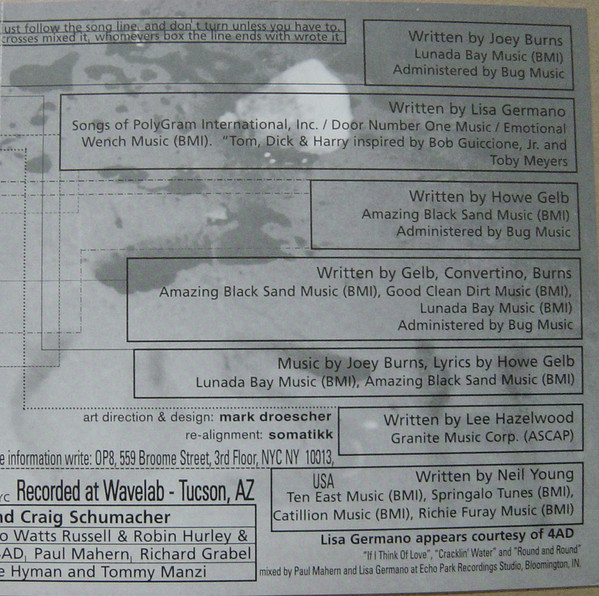 ust follow the song line, and don't turn unless you have to,
crosses mixed it, whomevers box the line ends with wrote it.
Written by Joey Burns
Lunada Bay Music (BMI)
Administered by Bug Music
Written by Lisa Germano
Songs of PolyGram International, Inc. / Door Number One Music / Emotional
Wench Music (BMI). "Tom, Dick & Harry inspired by Bob Guiccione, Jr. and
Toby Meyers
Written by Howe Gelb
Amazing Black Sand Music (BMI)
Administered by Bug Music
Written by Gelb, Convertino, Burns
Amazing Black Sand Music (BMI), Good Clean Dirt Music (BMI),
Lunada Bay Music (BMI)
Administered by Bug Music
Music by Joey Burns, Lyrics by Howe Gelb
Lunada Bay Music (BMI), Amazing Black Sand Music (BMI)
art direction & design: mark droescher
re-alignment: somatikk
Written by Lee Hazelwood
Granite Music Corp. (ASCAP)
e information write: OP8, 559 Broome Street, 3rd Floor, NYC NY 10013,
USA
Written by Neil Young
Ten East Music (BMI), Springalo Tunes (BMI),
Catillion Music (BMI), Richie Furay Music (BMI)
YC Recorded at Wavelab - Tucson, AZ
nd Craig Schumacher
o Watts Russell & Robin Hurley &
AD, Paul Mahern, Richard Grabel
e Hyman and Tommy Manzi
Lisa Germano appears courtesy of 4AD
"If I Think Of Love", "Cracklin' Water" and "Round and Round"
mixed by Paul Mahern and Lisa Germano at Echo Park Recordings Studio, Bloomington, IN.